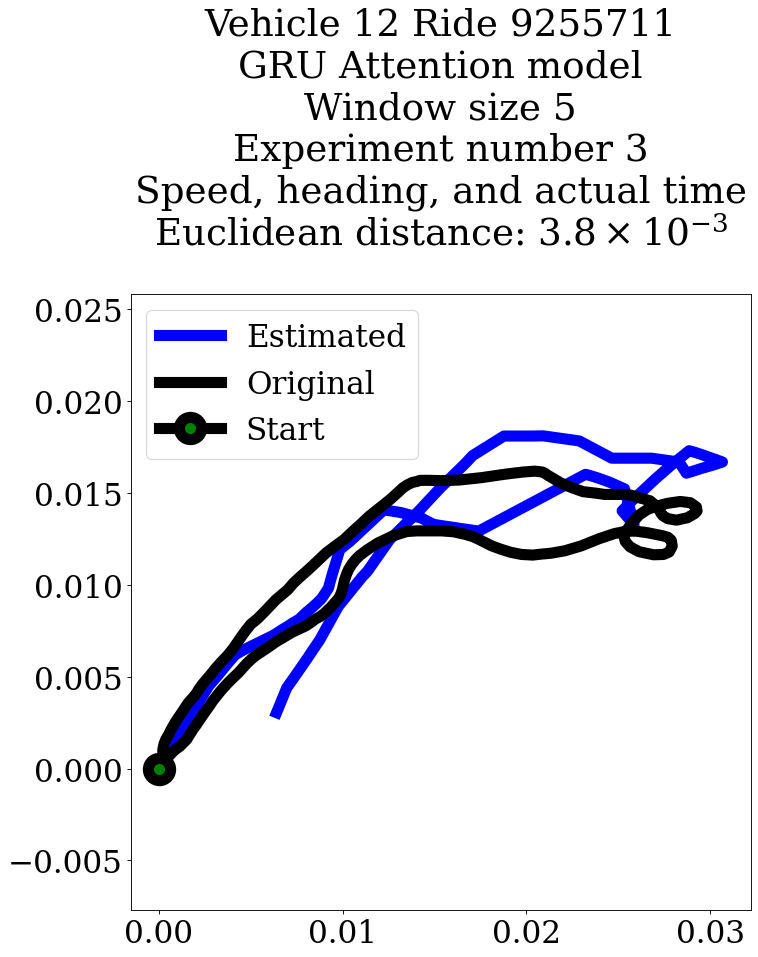 Vehicle 12 Ride 9255711
GRU Attention model
Window size 5
Experiment number 3
Speed, heading, and actual time
Euclidean distance: 3.8 × 10⁻³
0.025
0.020
0.015
0.010
0.005
0.000
−0.005
Estimated
Original
Start
0.00 0.01 0.02 0.03